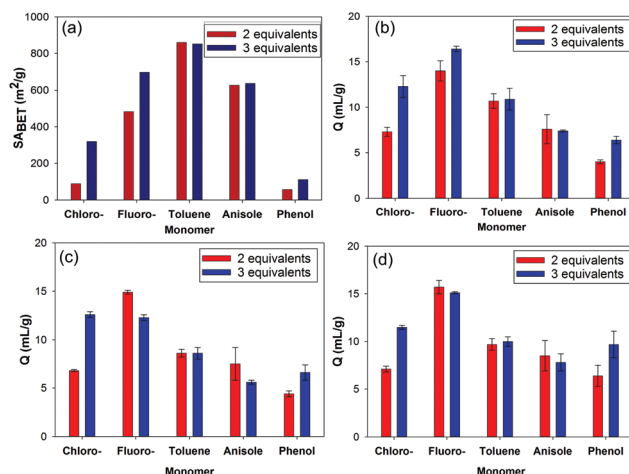 (a)
2 equivalents
3 equivalents
SABET (m²/g)
1000
800
600
400
200
0
Chloro- Fluoro- Toluene Anisole Phenol
Monomer
(b)
2 equivalents
3 equivalents
Q (mL/g)
20
15
10
5
0
Chloro- Fluoro- Toluene Anisole Phenol
Monomer
(c)
2 equivalents
3 equivalents
Q (mL/g)
20
15
10
5
0
Chloro- Fluoro- Toluene Anisole Phenol
Monomer
(d)
2 equivalents
3 equivalents
Q (mL/g)
20
15
10
5
0
Chloro- Fluoro- Toluene Anisole Phenol
Monomer